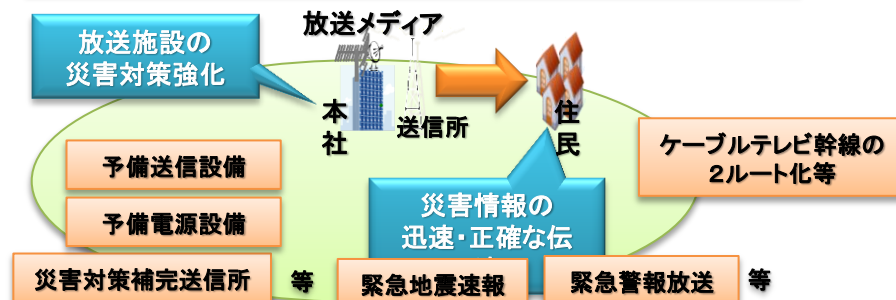 放送メディア
放送施設の
災害対策強化
本
社
送信所
住
民
ケーブルテレビ幹線の
２ルート化等
予備送信設備
予備電源設備
災害情報の
迅速・正確な伝
災害対策補完送信所
等
緊急地震速報
緊急警報放送
等